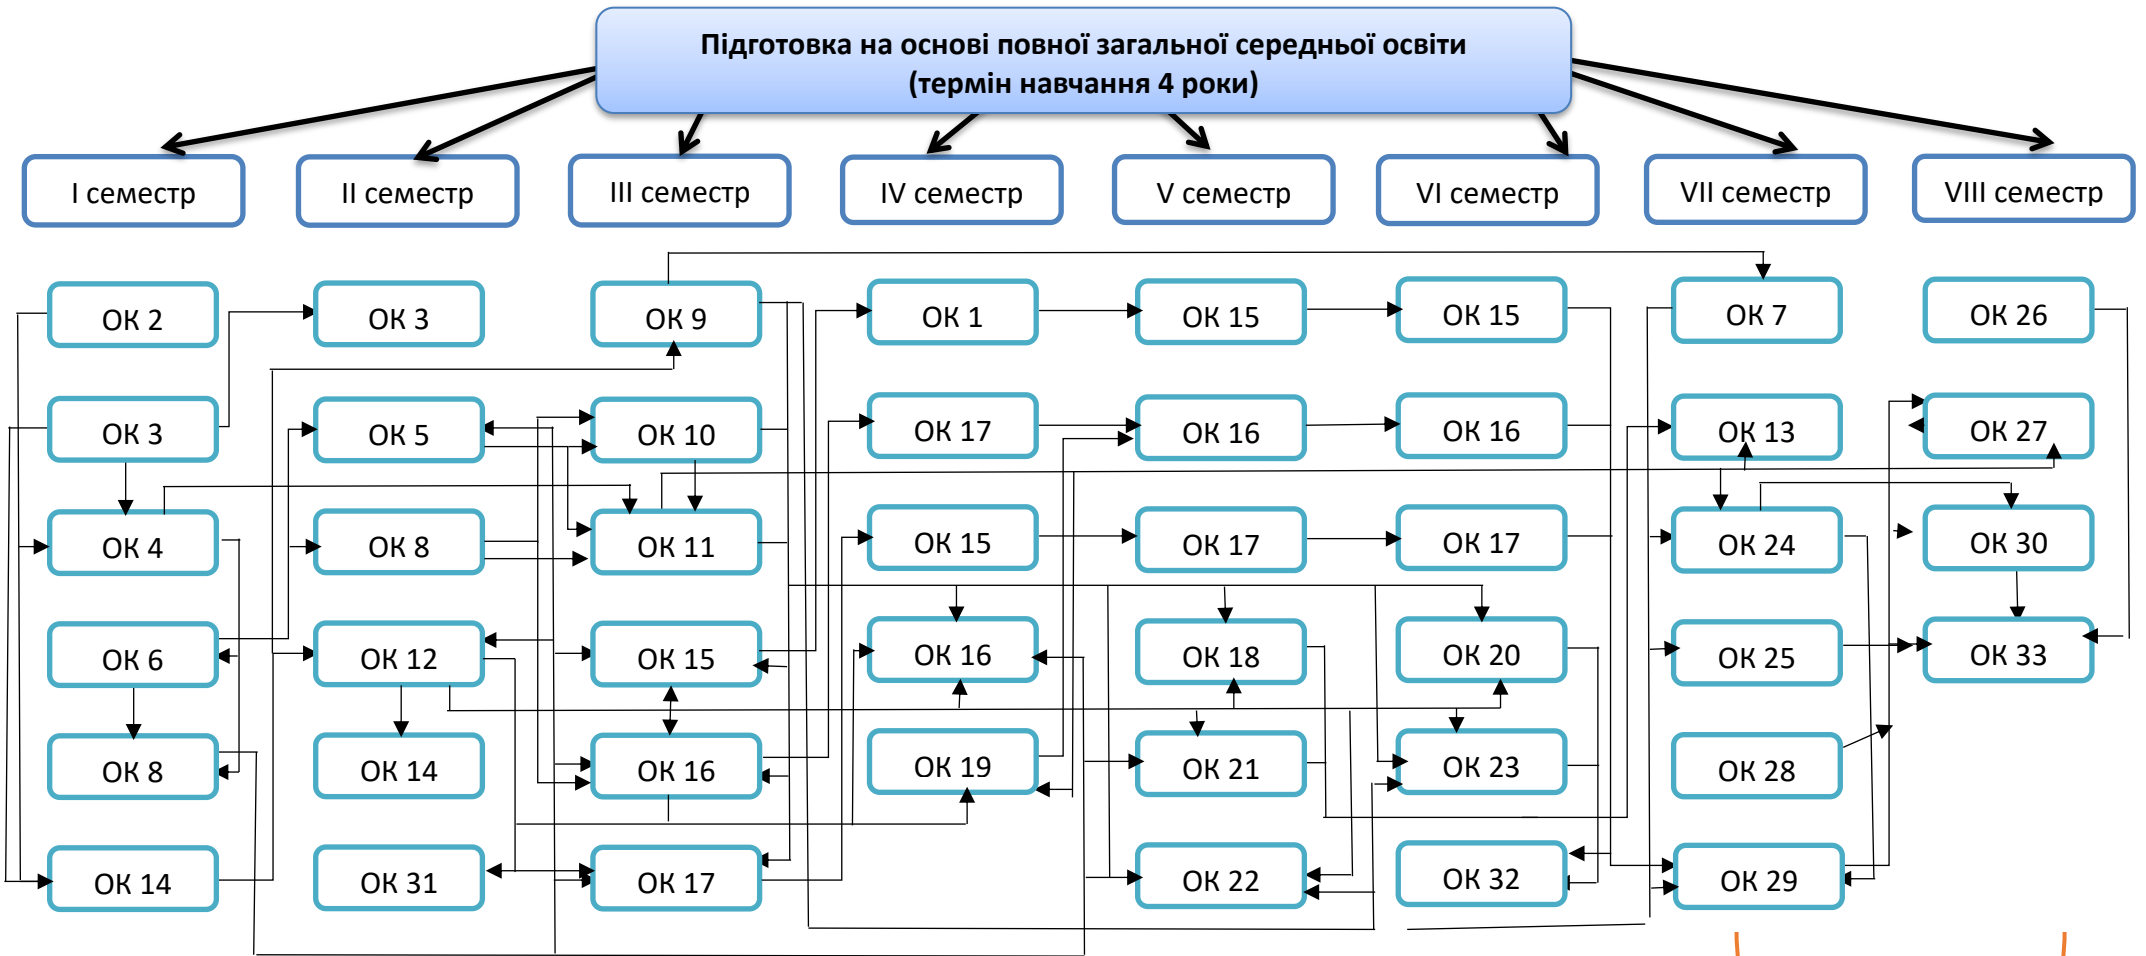 Підготовка на основі повної загальної середньої освіти
(термін навчання 4 роки)
І семестр
ІІ семестр
ІІІ семестр
IV семестр
V семестр
VI семестр
VII семестр
VIII семестр
ОК 2
ОК 3
ОК 9
ОК 1
ОК 15
ОК 15
ОК 7
ОК 26
ОК 3
ОК 5
ОК 10
ОК 17
ОК 16
ОК 16
ОК 13
ОК 27
ОК 4
ОК 8
ОК 11
ОК 15
ОК 17
ОК 17
ОК 24
ОК 30
ОК 6
ОК 12
ОК 15
ОК 16
ОК 18
ОК 20
ОК 25
ОК 33
ОК 8
ОК 14
ОК 16
ОК 19
ОК 21
ОК 23
ОК 28
ОК 14
ОК 31
ОК 17
ОК 22
ОК 32
ОК 29